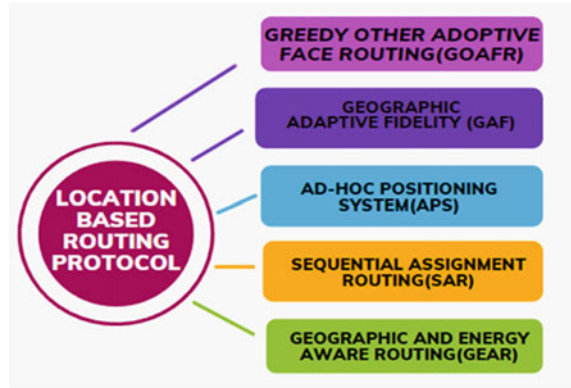 GREEDY OTHER ADOPTIVE
FACE ROUTING(GOAFR)
GEOGRAPHIC
ADAPTIVE FIDELITY (GAF)
LOCATION
BASED
ROUTING
PROTOCOL
AD-HOC POSITIONING
SYSTEM(APS)
SEQUENTIAL ASSIGNMENT
ROUTING(SAR)
GEOGRAPHIC AND ENERGY
AWARE ROUTING(GEAR)